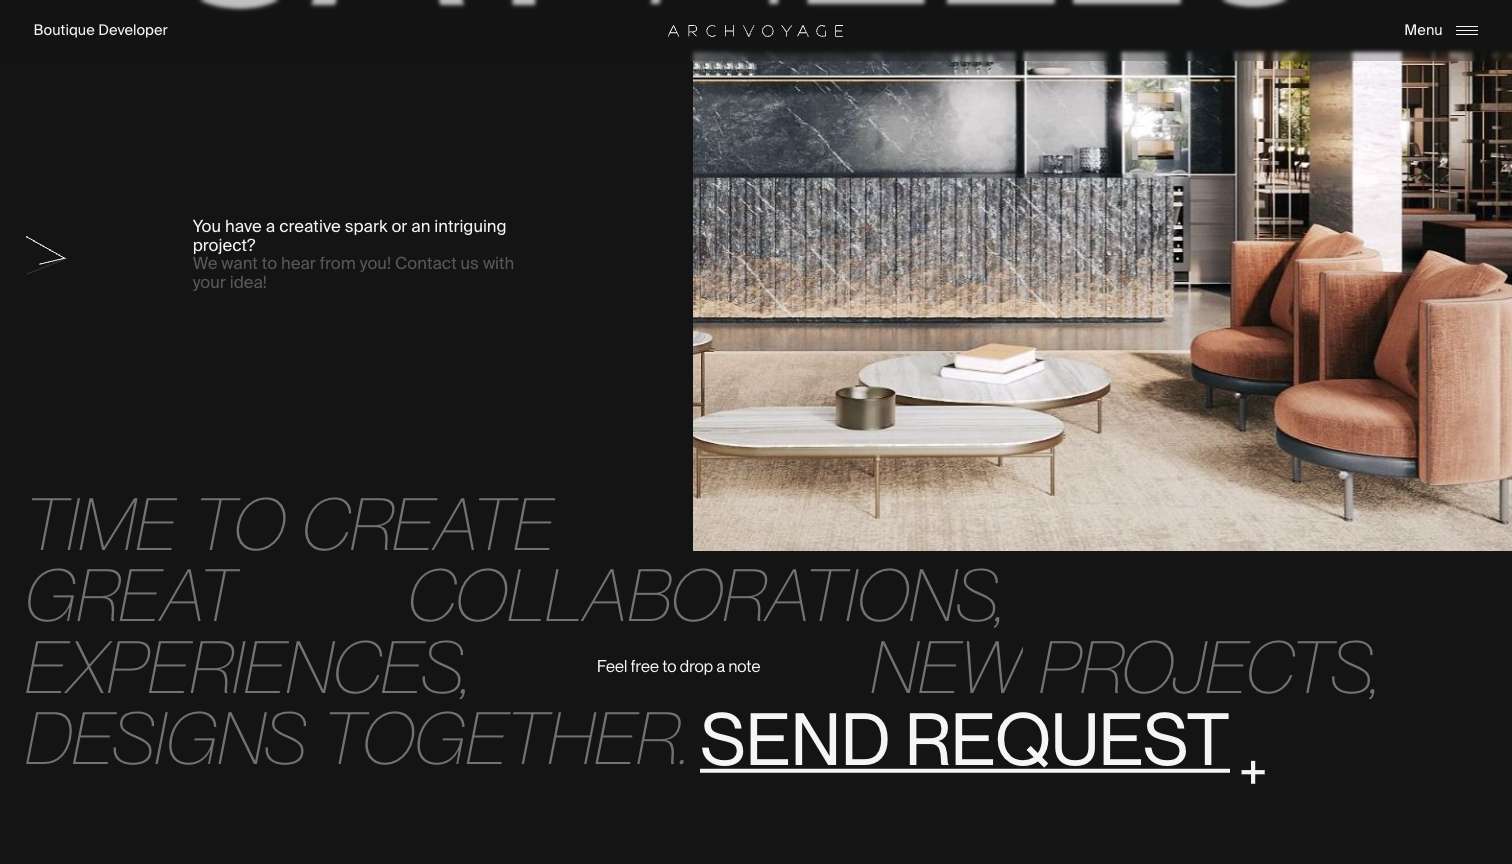 Boutique Developer
ARCHVOYAGE
Menu
You have a creative spark or an intriguing
project?
We want to hear from you! Contact us with
your idea!
TIME TO CREATE
GREAT COLLABORATIONS,
EXPERIENCES, Feel free to drop a note NEW PROJECTS,
DESIGNS TOGETHER. SEND REQUEST +